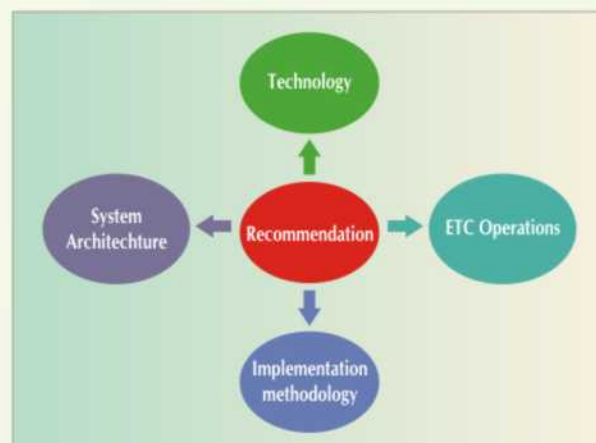 Technology
System
Architechture
Recommendation
ETC Operations
Implementation
methodology